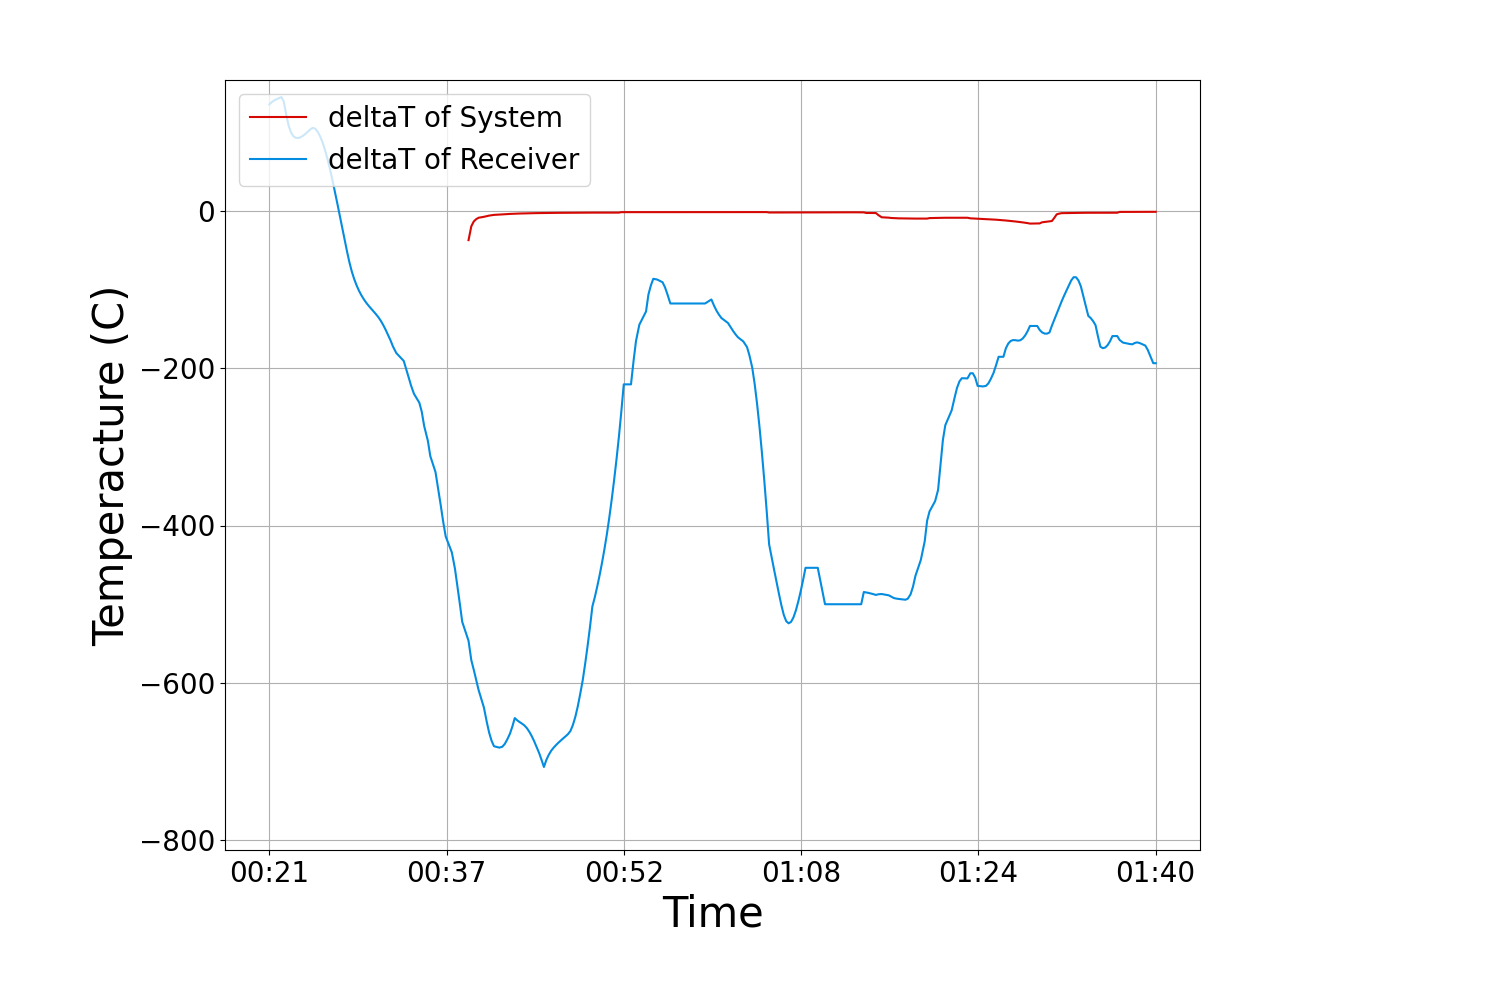 deltaT of System
deltaT of Receiver
0
−200
−400
−600
−800
Temperacture (C)
00:21 00:37 00:52 01:08 01:24 01:40
Time